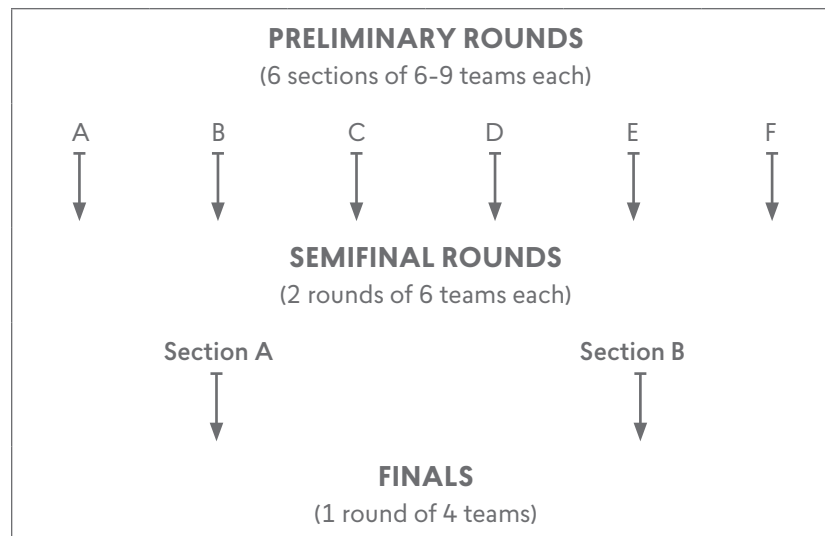 PRELIMINARY ROUNDS
(6 sections of 6-9 teams each)
A B C D E F
SEMIFINAL ROUNDS
(2 rounds of 6 teams each)
Section A Section B
FINALS
(1 round of 4 teams)